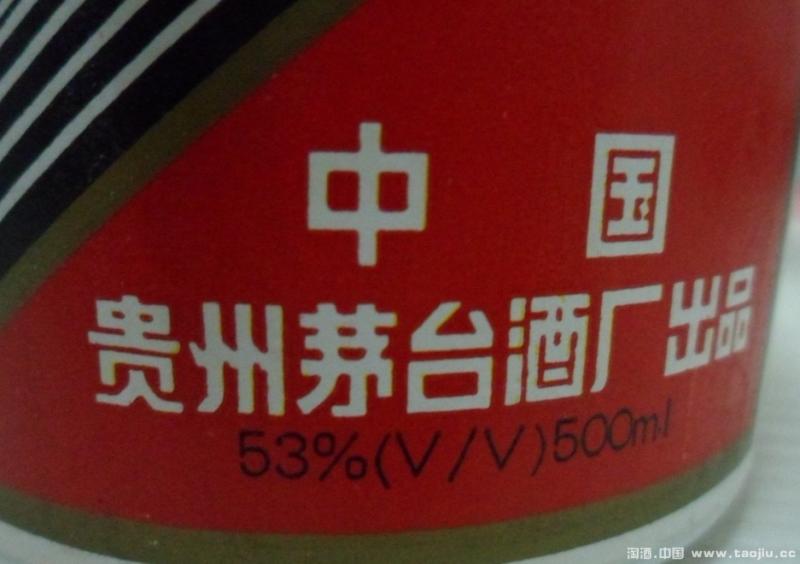 中 国
贵州茅台酒厂出品
53%(V/V)500ml
淘酒.中国 www.taojiu.cc